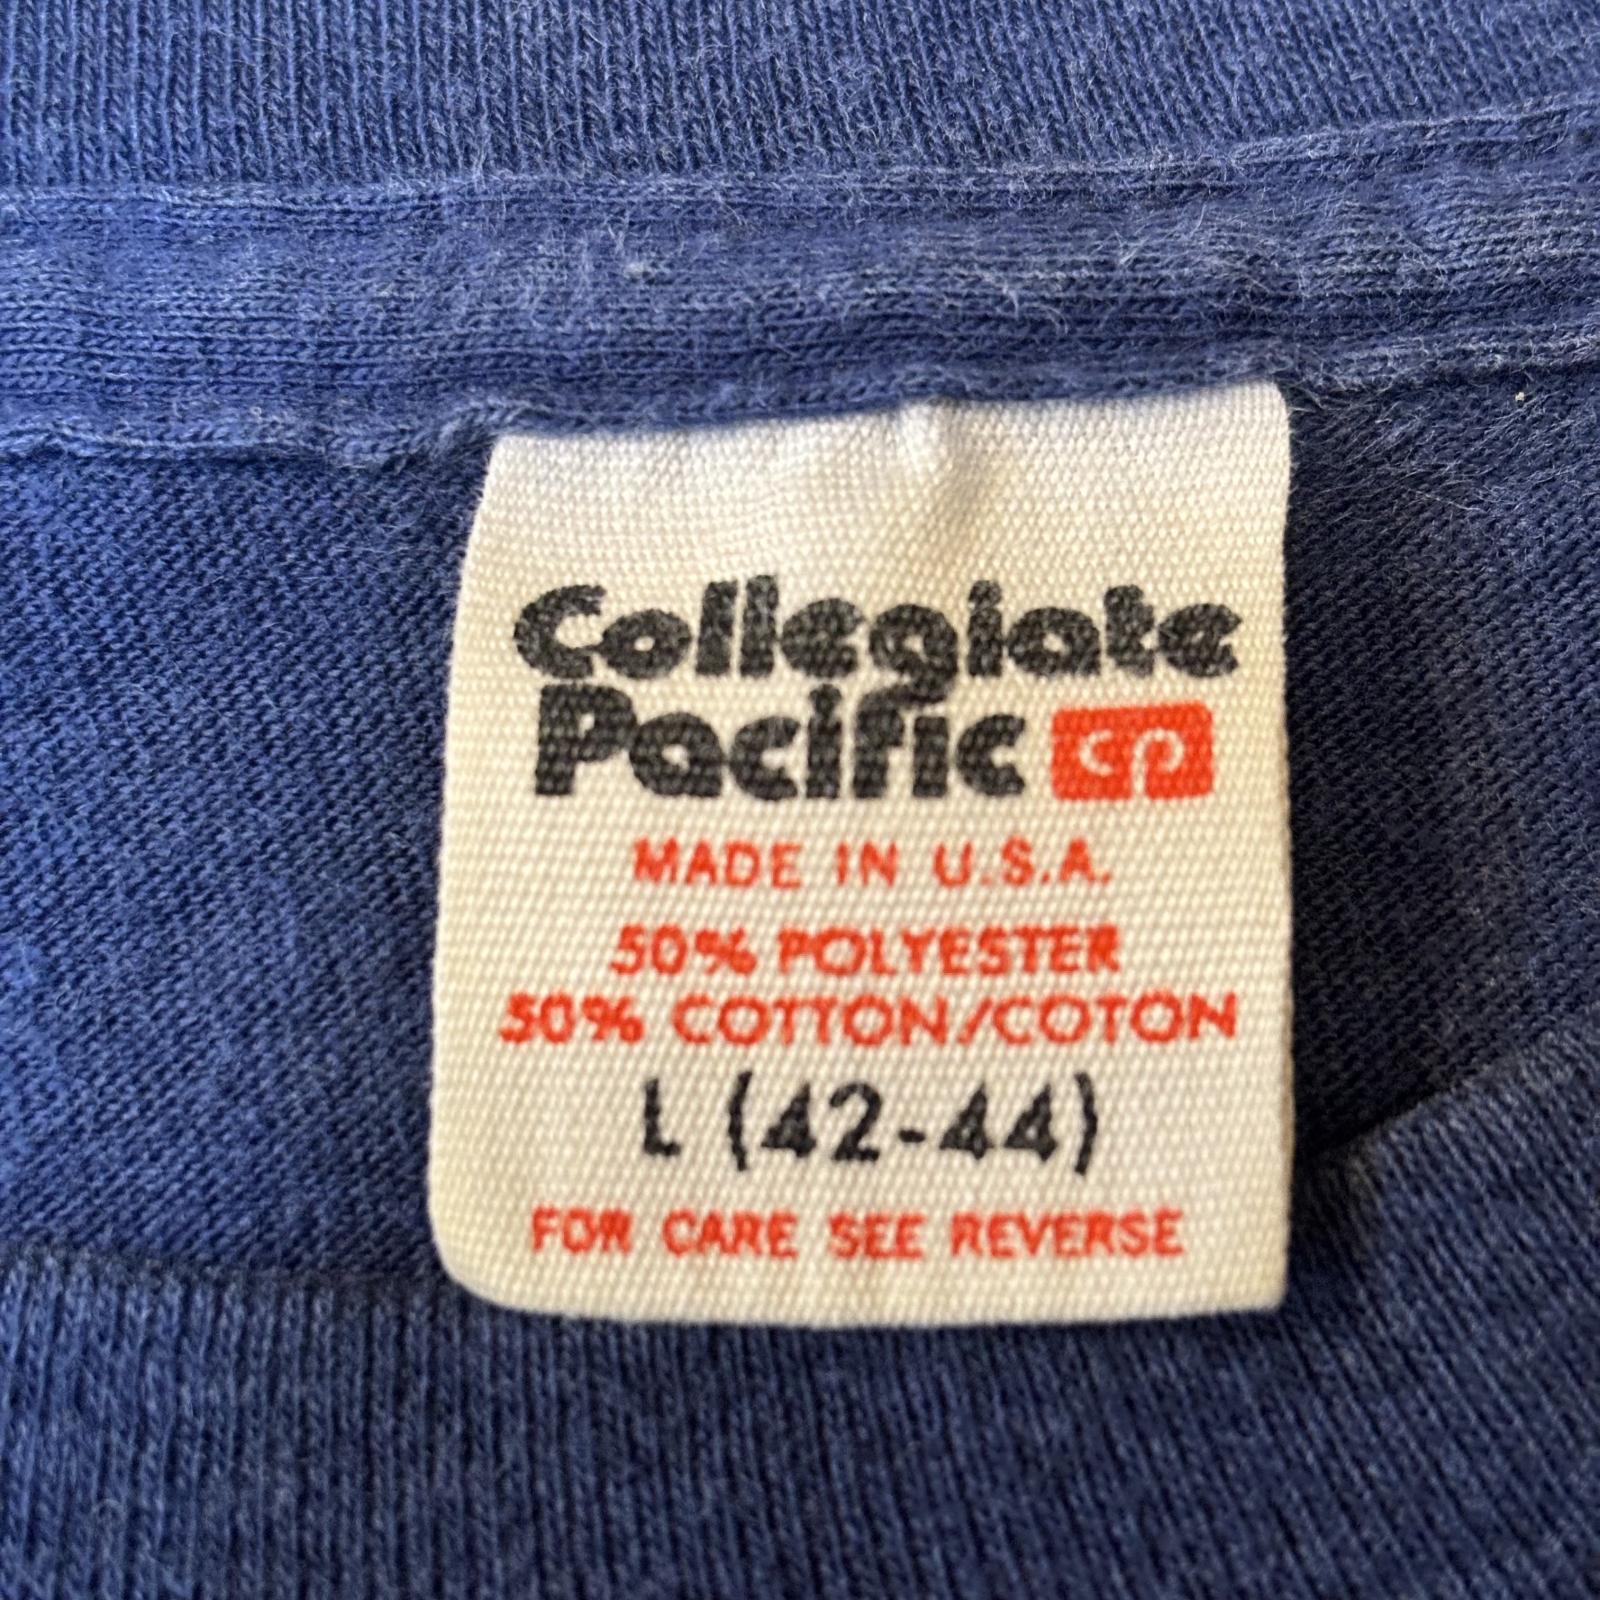 Collegiate
Pacific CP
MADE IN U.S.A.
50% POLYESTER
50% COTTON/COTON
L (42-44)
FOR CARE SEE REVERSE